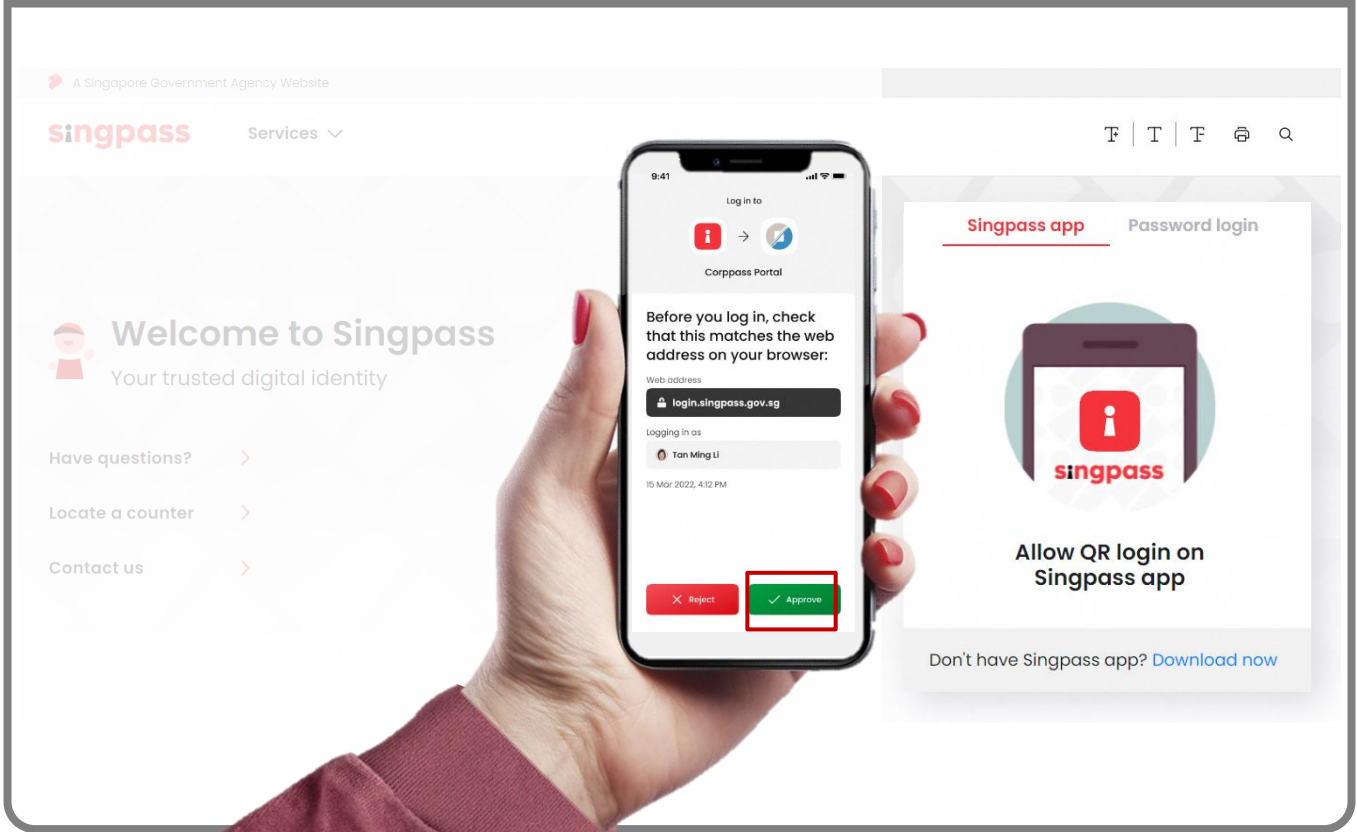 A Singapore Government Agency Website
singpass
Services
Welcome to Singpass
Your trusted digital identity
Have questions?
Locate a counter
Contact us
9:41
Log in to
Corppass Portal
Before you log in, check
that this matches the web
address on your browser:
Web address
login.singpass.gov.sg
Logging in as
Tan Ming Li
15 Mar 2022, 4:12 PM
Reject
Approve
T+ T T-
Singpass app
Password login
singpass
Allow QR login on
Singpass app
Don't have Singpass app? Download now